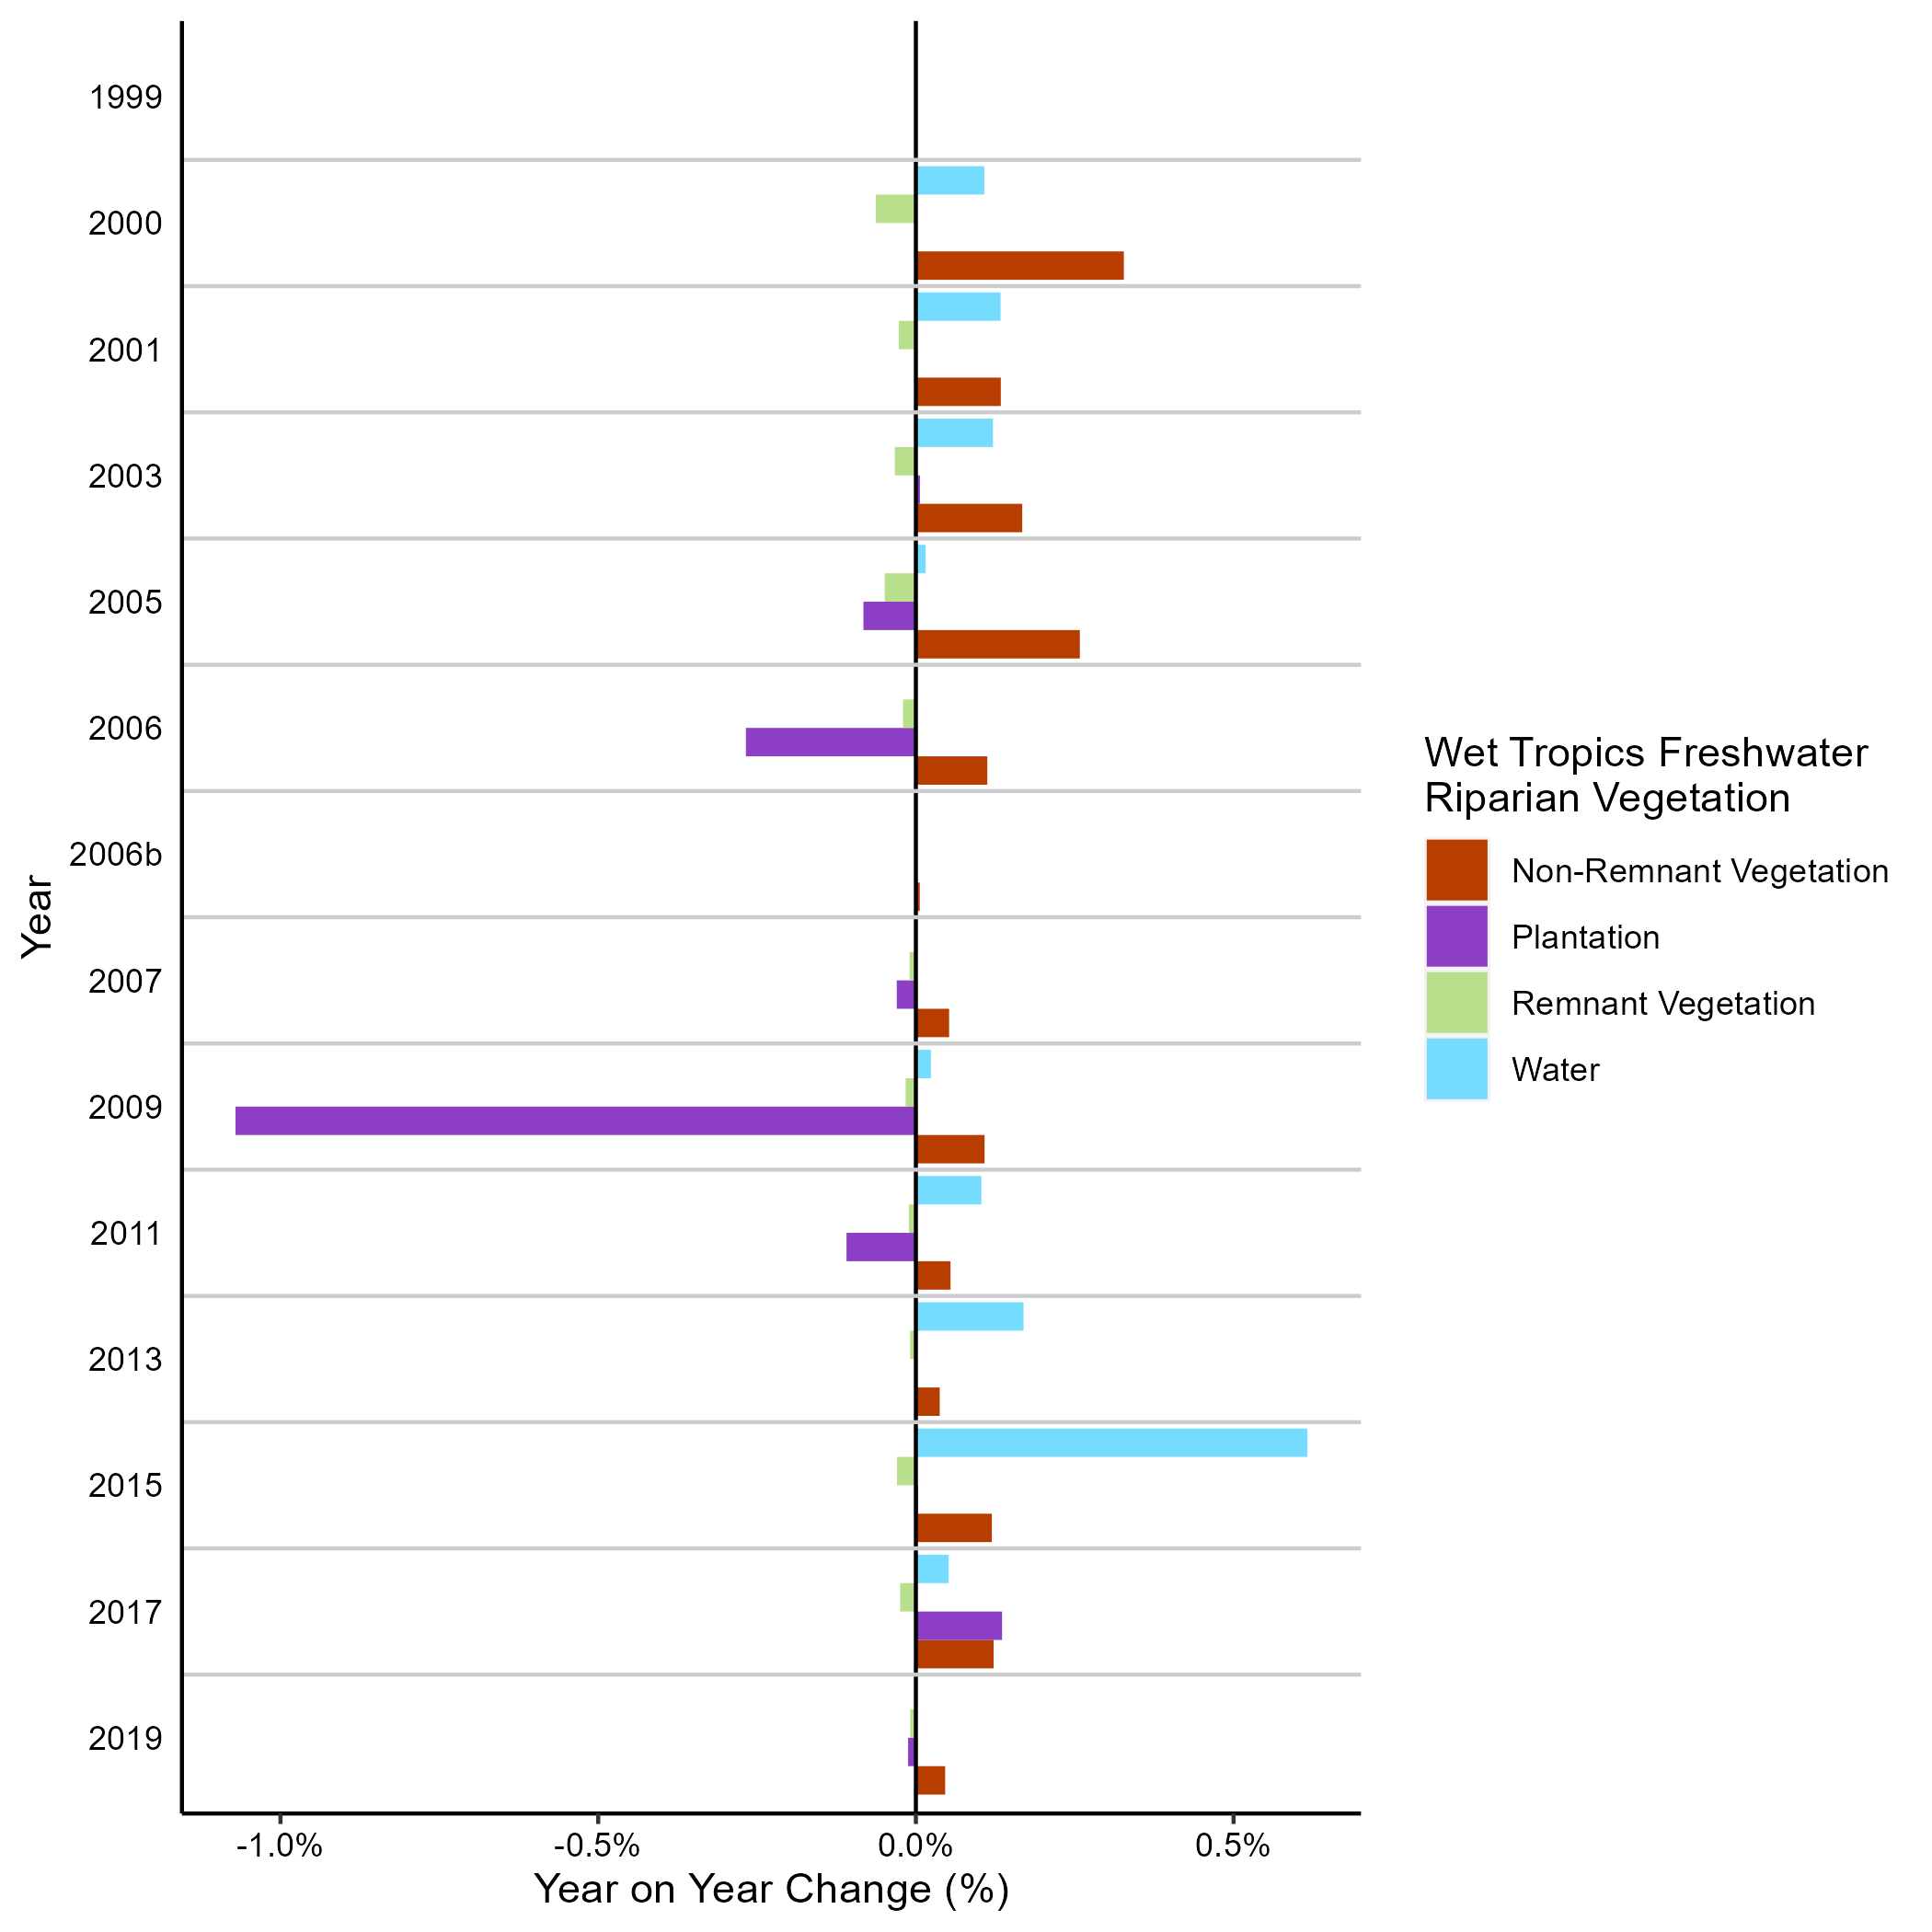 1999
2000
2001
2003
2005
2006
2006b
2007
2009
2011
2013
2015
2017
2019
Year
-1.0%
-0.5%
0.0%
0.5%
Year on Year Change (%)
Wet Tropics Freshwater
Riparian Vegetation
Non-Remnant Vegetation
Plantation
Remnant Vegetation
Water